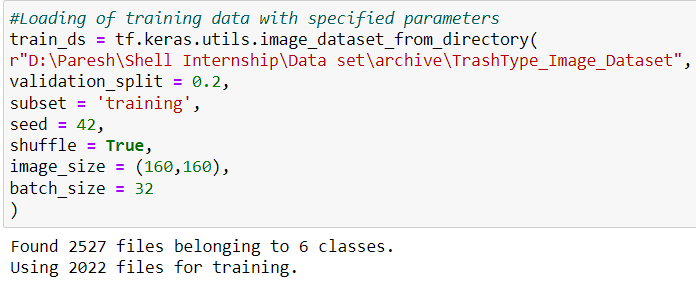 #Loading of training data with specified parameters
train_ds = tf.keras.utils.image_dataset_from_directory(
r"D:\Paresh\Shell Internship\Data set\archive\TrashType_Image_Dataset",
validation_split = 0.2,
subset = 'training',
seed = 42,
shuffle = True,
image_size = (160,160),
batch_size = 32
)
Found 2527 files belonging to 6 classes.
Using 2022 files for training.